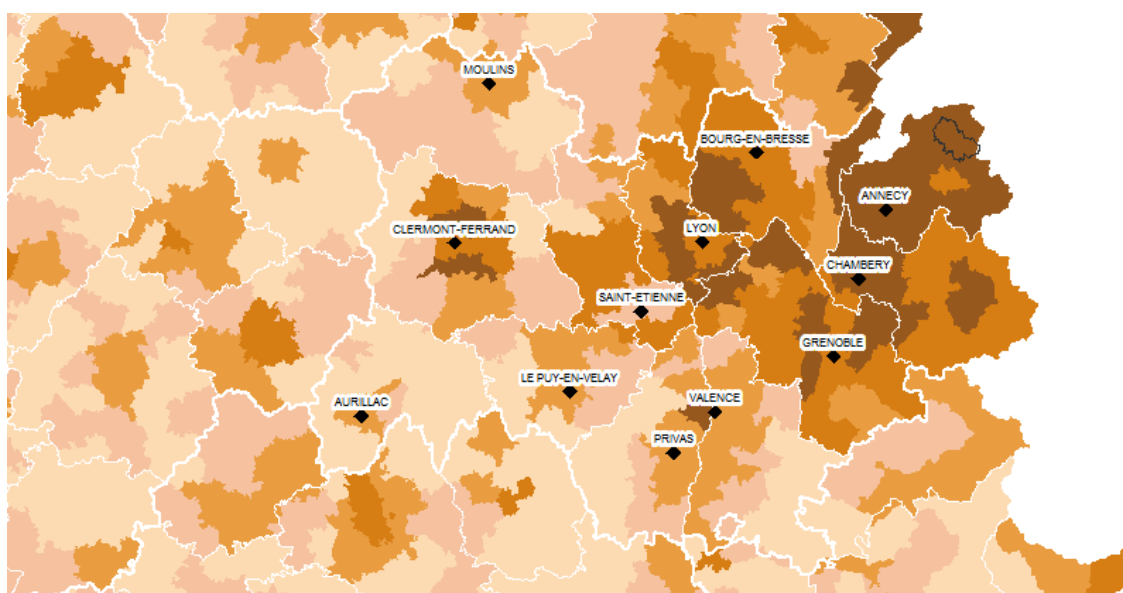 MOULINS
BOURG-EN-BRESSE
ANNECY
CLERMONT-FERRAND
LYON
CHAMBERY
SAINT-ETIENNE
GRENOBLE
LE PUY-EN-VELAY
AURILLAC
VALENCE
PRIVAS